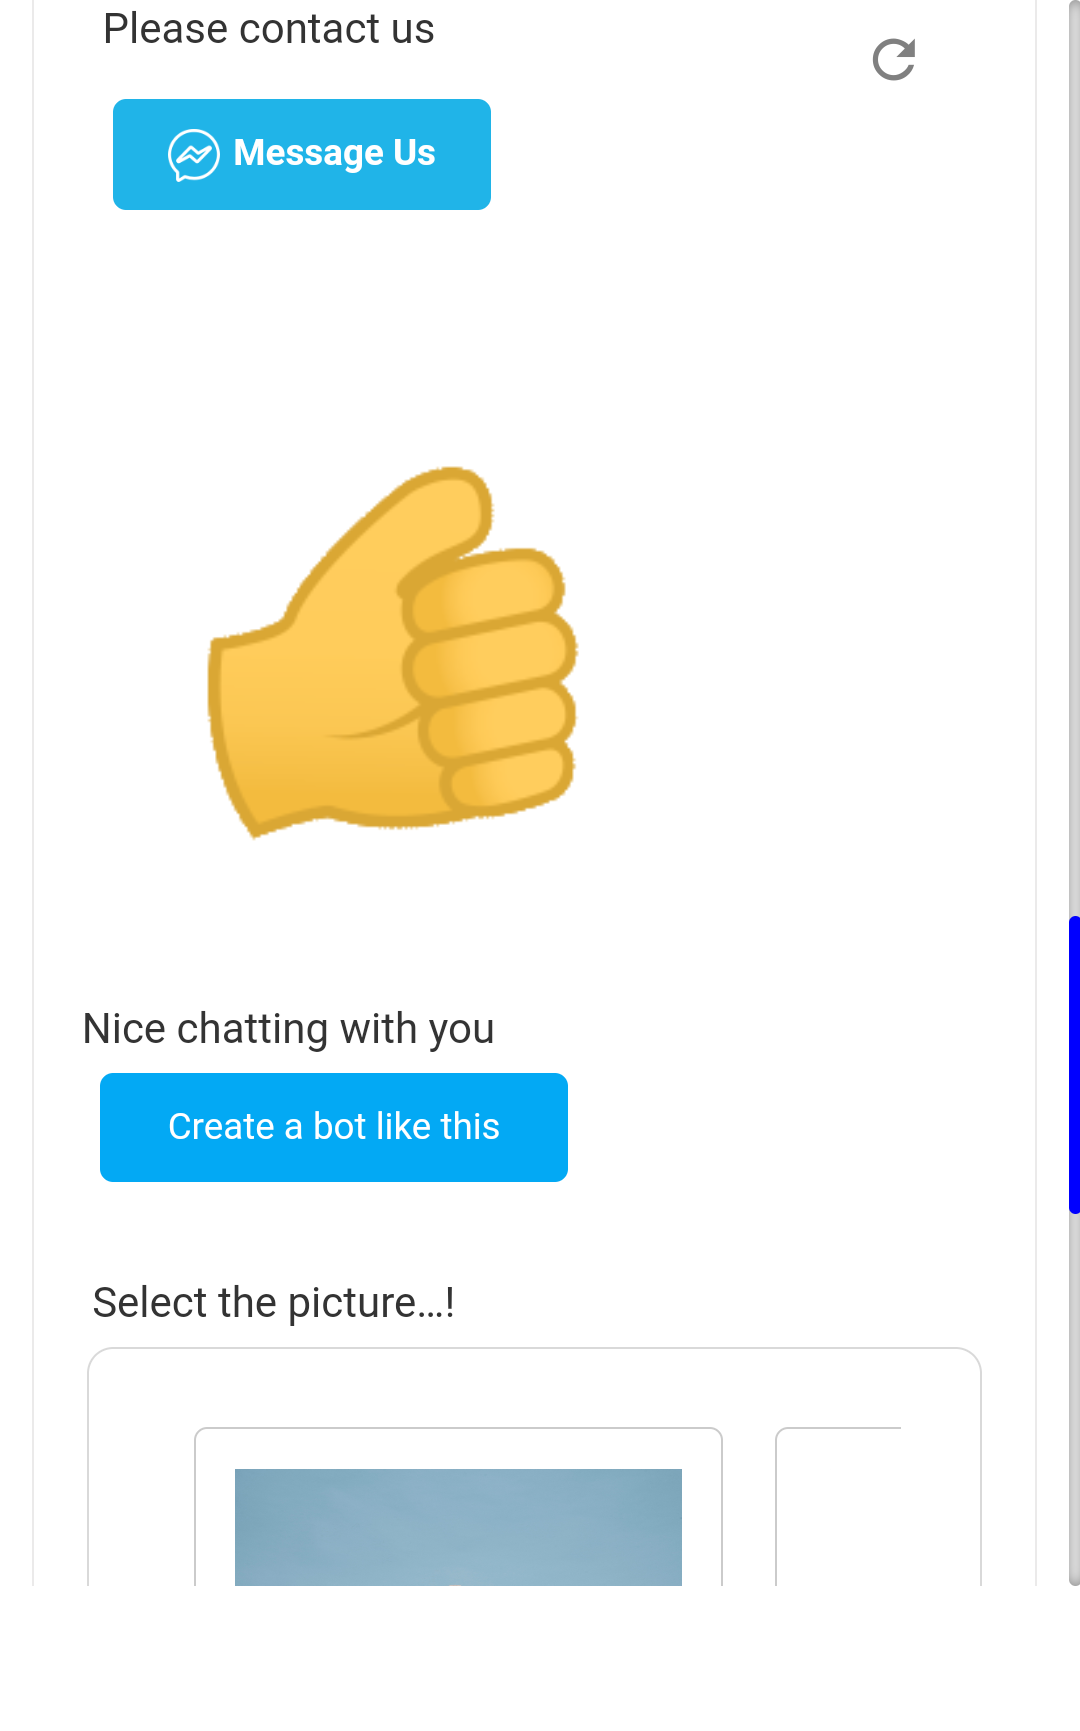 Please contact us
Message Us
Nice chatting with you
Create a bot like this
Select the picture...!